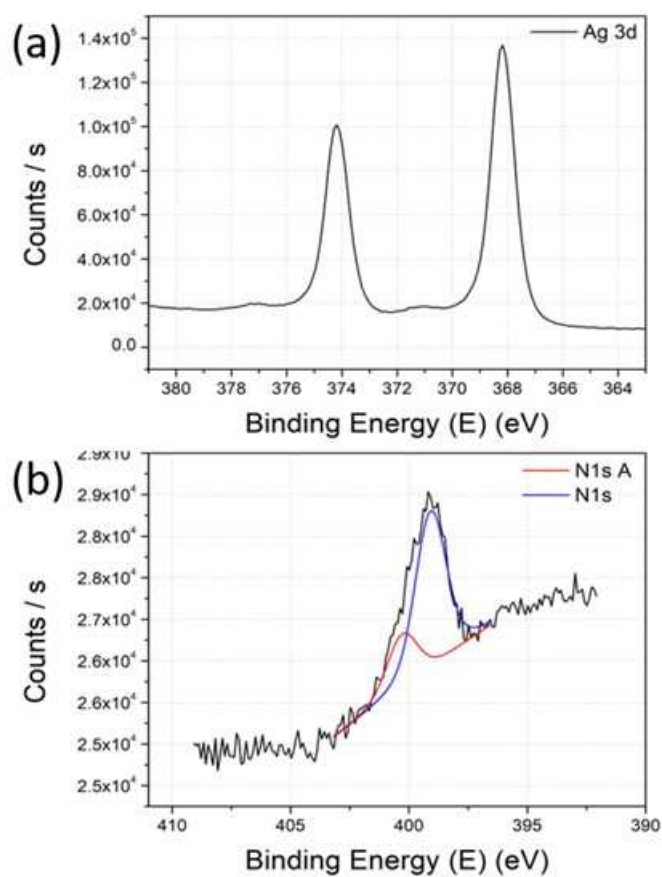 (a)
Ag 3d
1.4x10⁵
1.2x10⁵
1.0x10⁵
8.0x10⁴
6.0x10⁴
4.0x10⁴
2.0x10⁴
0.0
Counts / s
380 378 376 374 372 370 368 366 364
Binding Energy (E) (eV)
(b)
N1s A
N1s
2.9x10
2.9x10⁴
2.8x10⁴
2.8x10⁴
2.7x10⁴
2.6x10⁴
2.6x10⁴
2.5x10⁴
2.5x10⁴
Counts / s
410 405 400 395 390
Binding Energy (E) (eV)